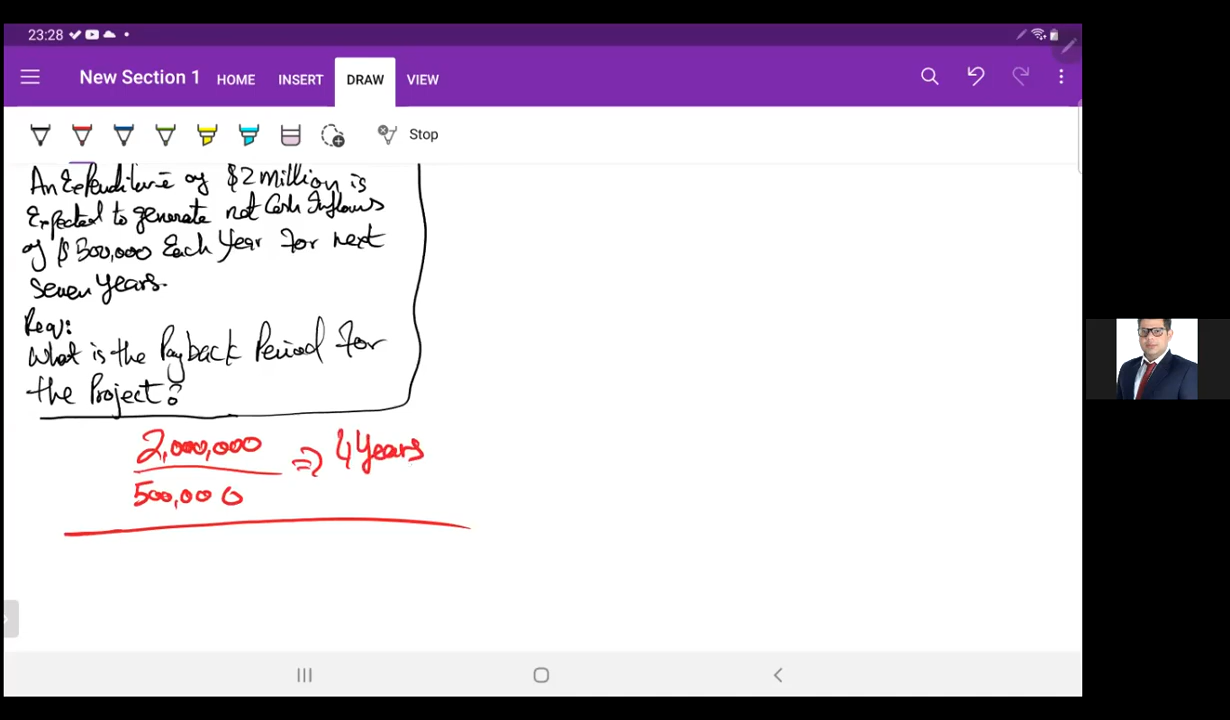 23:28
New Section 1 HOME INSERT DRAW VIEW
Stop
An Expenditure of $2 million is
Expected to generate net Cash Inflows
of $500,000 Each Year For next
Seven Years.
Req:
What is the Payback Period For
the Project?
2,000,000
500,000
=> 4 Years